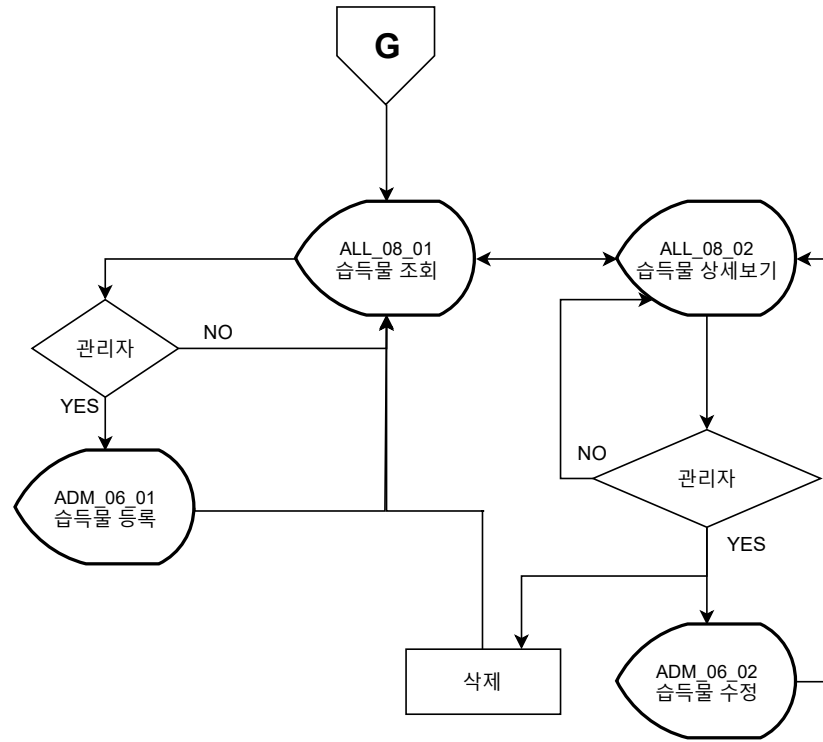 G
ALL_08_01
습득물 조회
ALL_08_02
습득물 상세보기
관리자
NO
YES
ADM_06_01
습득물 등록
NO
관리자
YES
삭제
ADM_06_02
습득물 수정